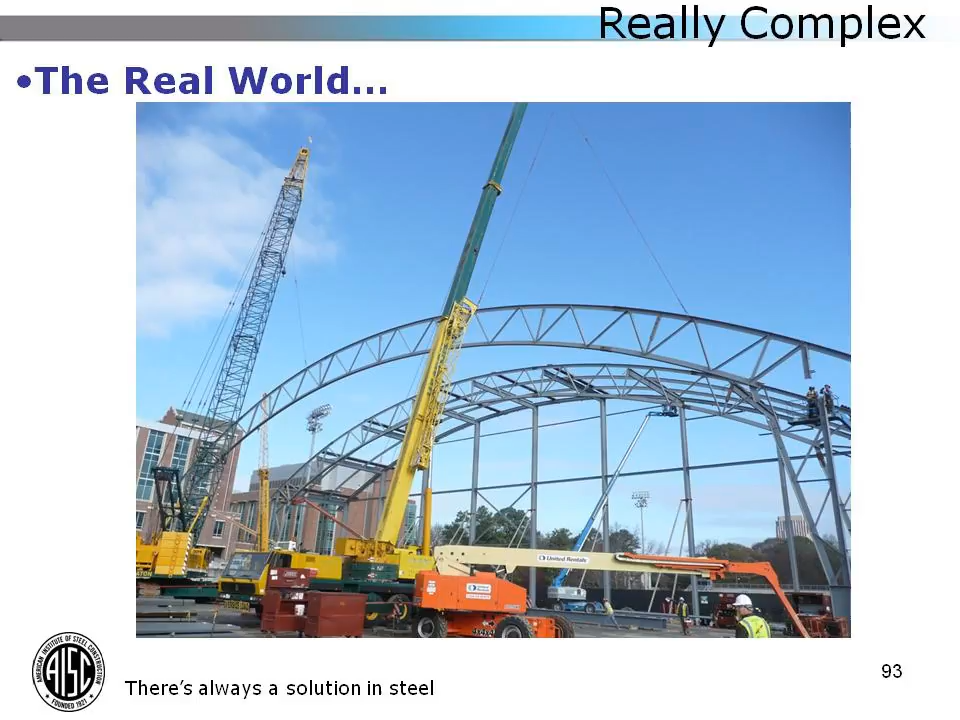 Really Complex
•The Real World…
United Rentals
AMERICAN INSTITUTE OF STEEL CONSTRUCTION
AISC
FOUNDED 1921
There's always a solution in steel
93